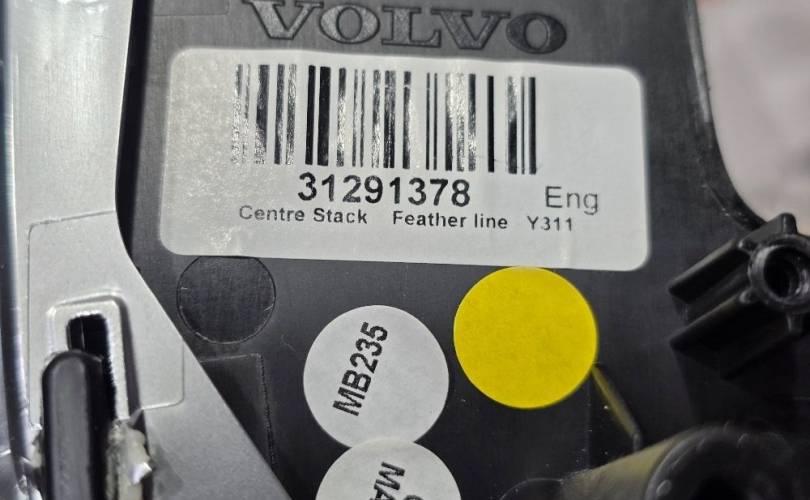 VOLVO
31291378 Eng
Centre Stack Feather line Y311
MB235